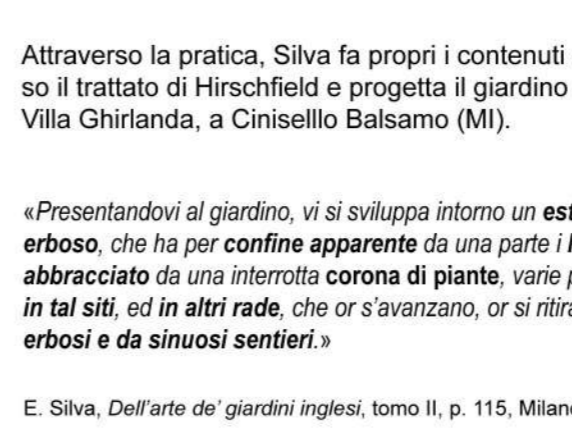 Attraverso la pratica, Silva fa propri i contenuti
so il trattato di Hirschfield e progetta il giardino
Villa Ghirlanda, a Ciniselllo Balsamo (MI).
«Presentandovi al giardino, vi si sviluppa intorno un
erboso, che ha per confine apparente da una parte i
abbracciato da una interrotta corona di piante, varie
in tal siti, ed in altri rade, che or s’avanzano, or si
erbosi e da sinuosi sentieri.»
E. Silva, Dell’arte de’ giardini inglesi, tomo II, p. 115,